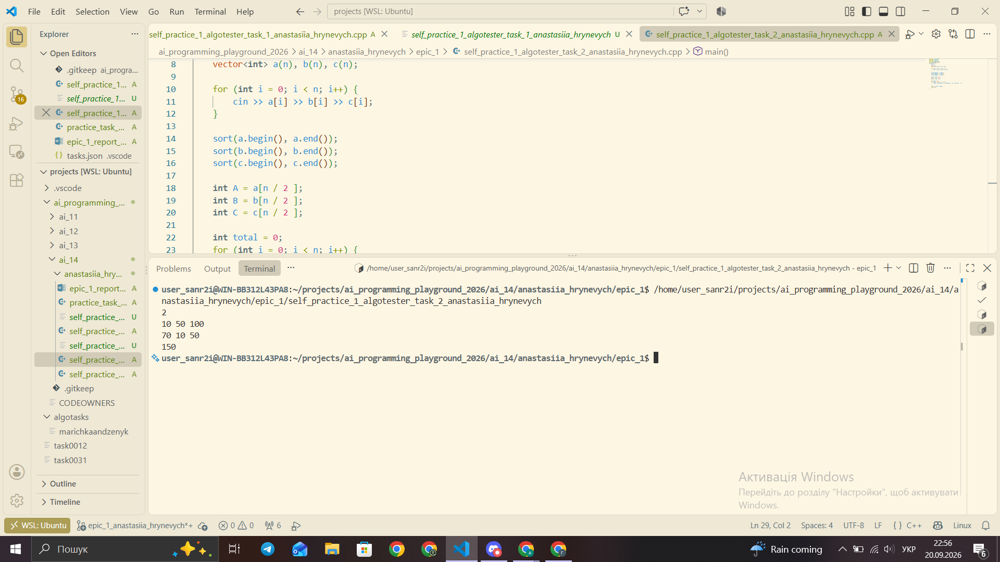 File Edit Selection View Go Run Terminal Help
projects [WSL: Ubuntu]
Explorer
Open Editors
.gitkeep ai_progra...
self_practice_1... A
self_practice_1... U
self_practice_1... A
practice_task_... A
epic_1_report_... A
tasks.json .vscode
projects [WSL: Ubuntu]
.vscode
ai_programming_...
ai_11
ai_12
ai_13
ai_14
anastasiia_hry...
epic_1_report... A
practice_task_... A
self_practice_... U
self_practice_... A
self_practice_... U
self_practice_... A
self_practice_... A
.gitkeep
CODEOWNERS
algotasks
marichkaandzenyk
task0012
task0031
Outline
Timeline
16
self_practice_1_algotester_task_1_anastasiia_hrynevych.cpp A
self_practice_1_algotester_task_1_anastasiia_hrynevych U
self_practice_1_algotester_task_2_anastasiia_hrynevych.cpp A
ai_programming_playground_2026 > ai_14 > anastasiia_hrynevych > epic_1 > self_practice_1_algotester_task_2_anastasiia_hrynevych.cpp > main()
8 vector<int> a(n), b(n), c(n);
9
10 for (int i = 0; i < n; i++) {
11 cin >> a[i] >> b[i] >> c[i];
12 }
13
14 sort(a.begin(), a.end());
15 sort(b.begin(), b.end());
16 sort(c.begin(), c.end());
17
18 int A = a[n / 2 ];
19 int B = b[n / 2 ];
20 int C = c[n / 2 ];
21
22 int total = 0;
23 for (int i = 0; i < n; i++) {
Problems Output Terminal
/home/user_sanr2i/projects/ai_programming_playground_2026/ai_14/anastasiia_hrynevych/epic_1/self_practice_1_algotester_task_2_anastasiia_hrynevych - epic_1
user_sanr2i@WIN-BB312L43PA8:~/projects/ai_programming_playground_2026/ai_14/anastasiia_hrynevych/epic_1$ /home/user_sanr2i/projects/ai_programming_playground_2026/ai_14/a
nastasiia_hrynevych/epic_1/self_practice_1_algotester_task_2_anastasiia_hrynevych
2
10 50 100
70 10 50
150
user_sanr2i@WIN-BB312L43PA8:~/projects/ai_programming_playground_2026/ai_14/anastasiia_hrynevych/epic_1$
Активація Windows
Перейдіть до розділу "Настройки", щоб активувати
Windows.
WSL: Ubuntu epic_1_anastasiia_hrynevych*+ 0 0 6
Ln 29, Col 2 Spaces: 4 UTF-8 LF { } C++ Linux
Пошук
Rain coming
УКР
22:56
20.09.2026
6